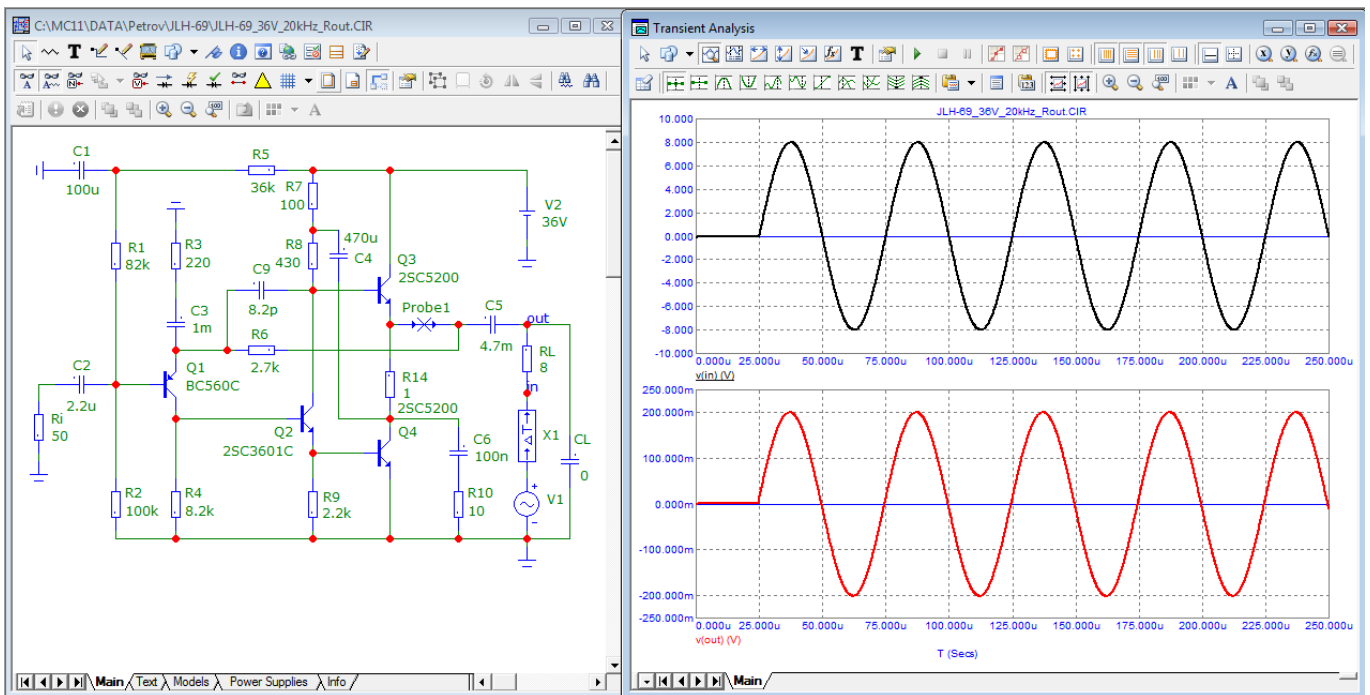 C:\MC11\DATA\Petrov\JLH-69\JLH-69_36V_20kHz_Rout.CIR
C1
100u
R5
36k
R7
100
V2
36V
R1
82k
R3
220
R8
430
470u
C4
Q3
2SC5200
C9
8.2p
Probe1
C5
4.7m
out
C3
1m
R6
2.7k
RL
8
in
C2
2.2u
Q1
BC560C
R14
1
2SC5200
Ri
50
Q2
2SC3601C
Q4
C6
100n
X1
ΔT
CL
0
R2
100k
R4
8.2k
R9
2.2k
R10
10
V1
+
-
Main
Text
Models
Power Supplies
Info
Transient Analysis
JLH-69_36V_20kHz_Rout.CIR
10.000
8.000
6.000
4.000
2.000
0.000
-2.000
-4.000
-6.000
-8.000
-10.000
0.000u 25.000u 50.000u 75.000u 100.000u 125.000u 150.000u 175.000u 200.000u 225.000u 250.000u
v(in) (V)
250.000m
200.000m
100.000m
0.000m
-100.000m
-200.000m
-250.000m
0.000u 25.000u 50.000u 75.000u 100.000u 125.000u 150.000u 175.000u 200.000u 225.000u 250.000u
v(out) (V)
T (Secs)
Main